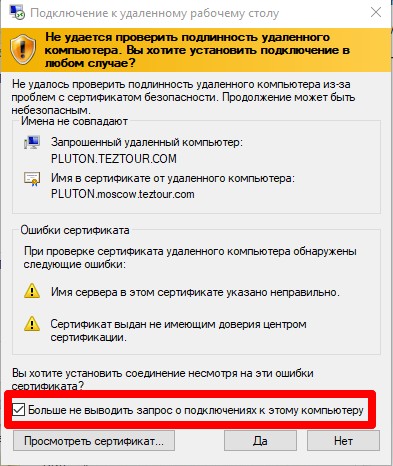 Подключение к удаленному рабочему столу
Не удается проверить подлинность удаленного
компьютера. Вы хотите установить подключение в
любом случае?
Не удалось проверить подлинность удаленного компьютера из-за
проблем с сертификатом безопасности. Продолжение может быть
небезопасным.
Имена не совпадают
Запрошенный удаленный компьютер:
PLUTON.TEZTOUR.COM
Имя в сертификате от удаленного компьютера:
PLUTON.moscow.teztour.com
Ошибки сертификата
При проверке сертификата удаленного компьютера обнаружены
следующие ошибки:
Имя сервера в этом сертификате указано неправильно.
Сертификат выдан не имеющим доверия центром
сертификации.
Вы хотите установить соединение несмотря на эти ошибки
сертификата?
Больше не выводить запрос о подключениях к этому компьютеру
Просмотреть сертификат... Да Нет